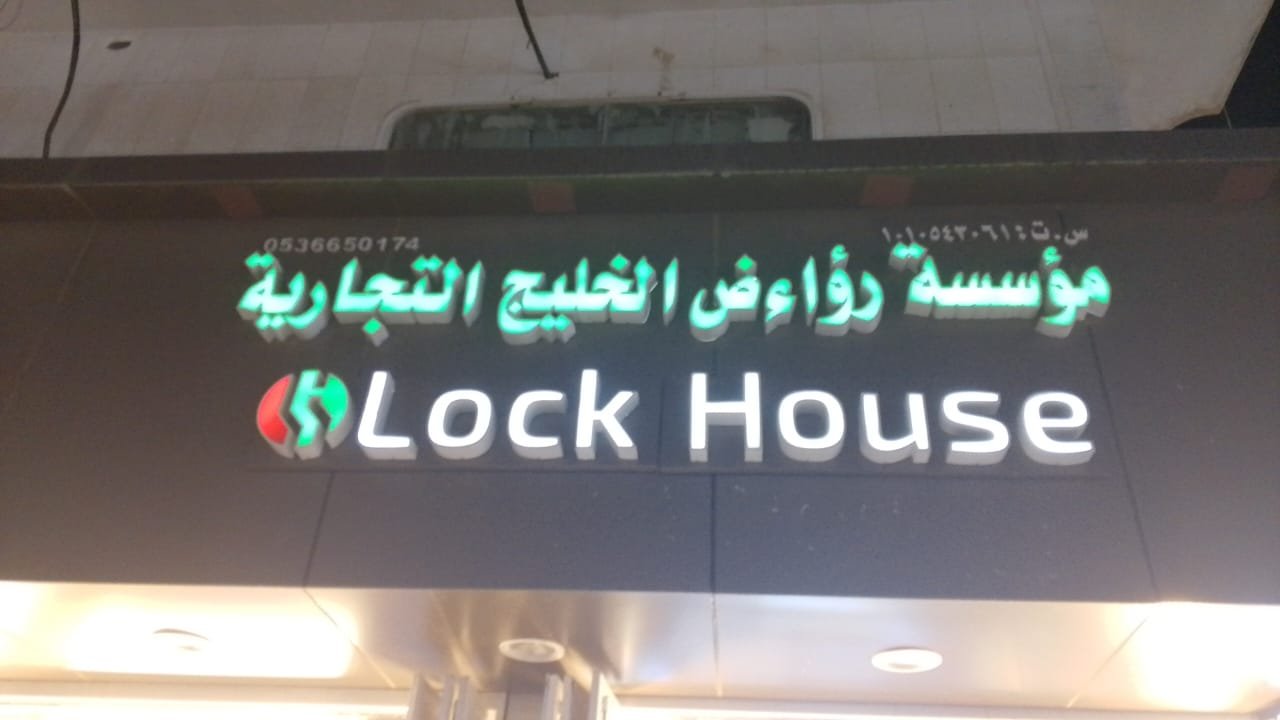 س.ت: ١٠١٠٥٤٣٠٦١
0536650174
مؤسسة رؤاءض الخليج التجارية
Lock House